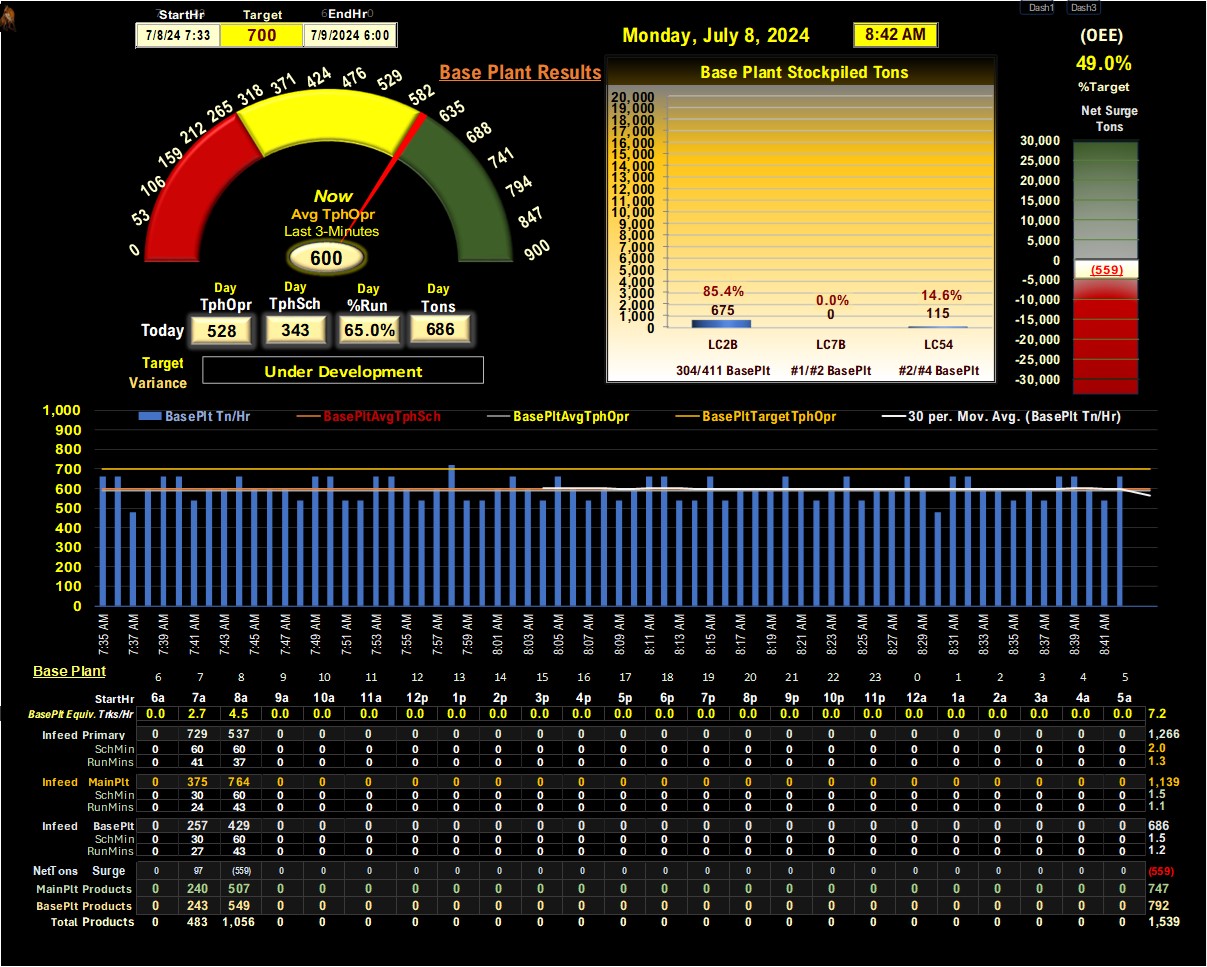 Dash1 Dash3
StartHr Target EndHr
7/8/24 7:33 700 7/9/2024 6:00
Monday, July 8, 2024 8:42 AM
(OEE)
49.0%
%Target
Net Surge
Tons
Base Plant Results
0 53 106 159 212 265 318 371 424 476 529 582 635 688 741 794 847 900
Now
Avg TphOpr
Last 3-Minutes
600
Day Day Day Day
TphOpr TphSch %Run Tons
Today 528 343 65.0% 686
Target
Variance
Under Development
Base Plant Stockpiled Tons
20,000
19,000
18,000
17,000
16,000
15,000
14,000
13,000
12,000
11,000
10,000
9,000
8,000
7,000
6,000
5,000
4,000
3,000
2,000
1,000
0
85.4% 0.0% 14.6%
675 0 115
LC2B LC7B LC54
304/411 BasePlt #1/#2 BasePlt #2/#4 BasePlt
30,000
25,000
20,000
15,000
10,000
5,000
0
(559)
-5,000
-10,000
-15,000
-20,000
-25,000
-30,000
BasePlt Tn/Hr BasePltAvgTphSch BasePltAvgTphOpr BasePltTargetTphOpr 30 per. Mov. Avg. (BasePlt Tn/Hr)
1,000
900
800
700
600
500
400
300
200
100
0
7:35 AM 7:37 AM 7:39 AM 7:41 AM 7:43 AM 7:45 AM 7:47 AM 7:49 AM 7:51 AM 7:53 AM 7:55 AM 7:57 AM 7:59 AM 8:01 AM 8:03 AM 8:05 AM 8:07 AM 8:09 AM 8:11 AM 8:13 AM 8:15 AM 8:17 AM 8:19 AM 8:21 AM 8:23 AM 8:25 AM 8:27 AM 8:29 AM 8:31 AM 8:33 AM 8:35 AM 8:37 AM 8:39 AM 8:41 AM
Base Plant 6 7 8 9 10 11 12 13 14 15 16 17 18 19 20 21 22 23 0 1 2 3 4 5
StartHr 6a 7a 8a 9a 10a 11a 12p 1p 2p 3p 4p 5p 6p 7p 8p 9p 10p 11p 12a 1a 2a 3a 4a 5a
BasePlt Equiv. Trks/Hr 0.0 2.7 4.5 0.0 0.0 0.0 0.0 0.0 0.0 0.0 0.0 0.0 0.0 0.0 0.0 0.0 0.0 0.0 0.0 0.0 0.0 0.0 0.0 0.0 7.2
Infeed Primary 0 729 537 0 0 0 0 0 0 0 0 0 0 0 0 0 0 0 0 0 0 0 0 0 1,266
SchMin 0 60 60 0 0 0 0 0 0 0 0 0 0 0 0 0 0 0 0 0 0 0 0 0 2.0
RunMins 0 41 37 0 0 0 0 0 0 0 0 0 0 0 0 0 0 0 0 0 0 0 0 0 1.3
Infeed MainPlt 0 375 764 0 0 0 0 0 0 0 0 0 0 0 0 0 0 0 0 0 0 0 0 0 1,139
SchMin 0 30 60 0 0 0 0 0 0 0 0 0 0 0 0 0 0 0 0 0 0 0 0 0 1.5
RunMins 0 24 43 0 0 0 0 0 0 0 0 0 0 0 0 0 0 0 0 0 0 0 0 0 1.1
Infeed BasePlt 0 257 429 0 0 0 0 0 0 0 0 0 0 0 0 0 0 0 0 0 0 0 0 0 686
SchMin 0 30 60 0 0 0 0 0 0 0 0 0 0 0 0 0 0 0 0 0 0 0 0 0 1.5
RunMins 0 27 43 0 0 0 0 0 0 0 0 0 0 0 0 0 0 0 0 0 0 0 0 0 1.2
NetTons Surge 0 97 (559) 0 0 0 0 0 0 0 0 0 0 0 0 0 0 0 0 0 0 0 0 0 (559)
MainPlt Products 0 240 507 0 0 0 0 0 0 0 0 0 0 0 0 0 0 0 0 0 0 0 0 0 747
BasePlt Products 0 243 549 0 0 0 0 0 0 0 0 0 0 0 0 0 0 0 0 0 0 0 0 0 792
Total Products 0 483 1,056 0 0 0 0 0 0 0 0 0 0 0 0 0 0 0 0 0 0 0 0 0 1,539